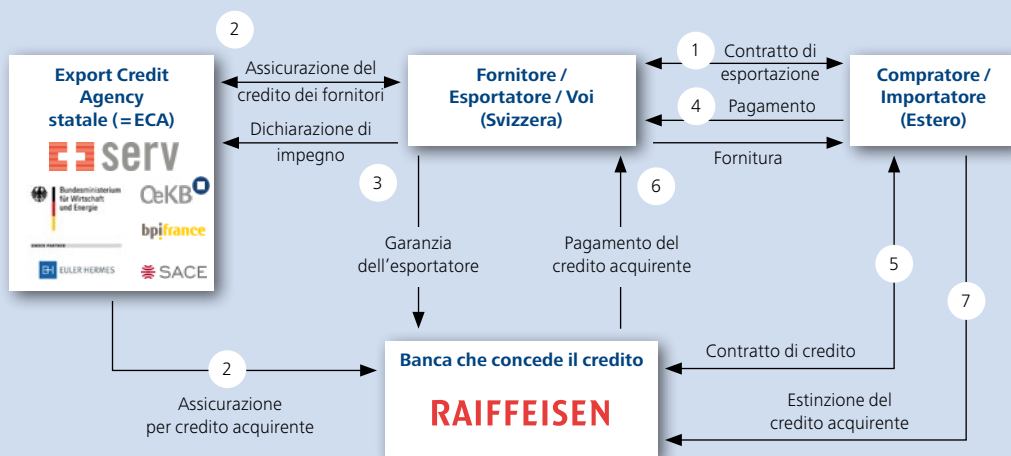 2
Export Credit
Agency
statale (=ECA)
serv
Bundesministerium
für Wirtschaft
und Energie
OeKB
bpifrance
EULER HERMES
SACE
Assicurazione del
credito dei fornitori
Dichiarazione di
impegno
Fornitore /
Esportatore / Voi
(Svizzera)
1
Contratto di
esportazione
4
Pagamento
Fornitura
Compratore /
Importatore
(Estero)
3
Garanzia
dell'esportatore
6
Pagamento del
credito acquirente
5
7
2
Assicurazione
per credito acquirente
Banca che concede il credito
RAIFFEISEN
Contratto di credito
Estinzione del
credito acquirente